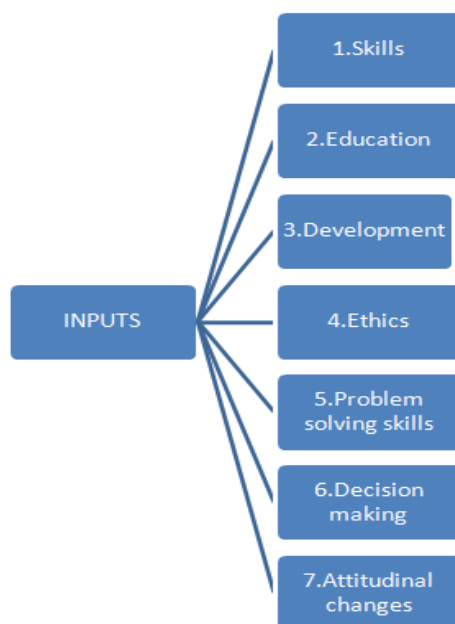 1.Skills
2.Education
3.Development
INPUTS
4.Ethics
5.Problem
solving skills
6.Decision
making
7.Attitudinal
changes